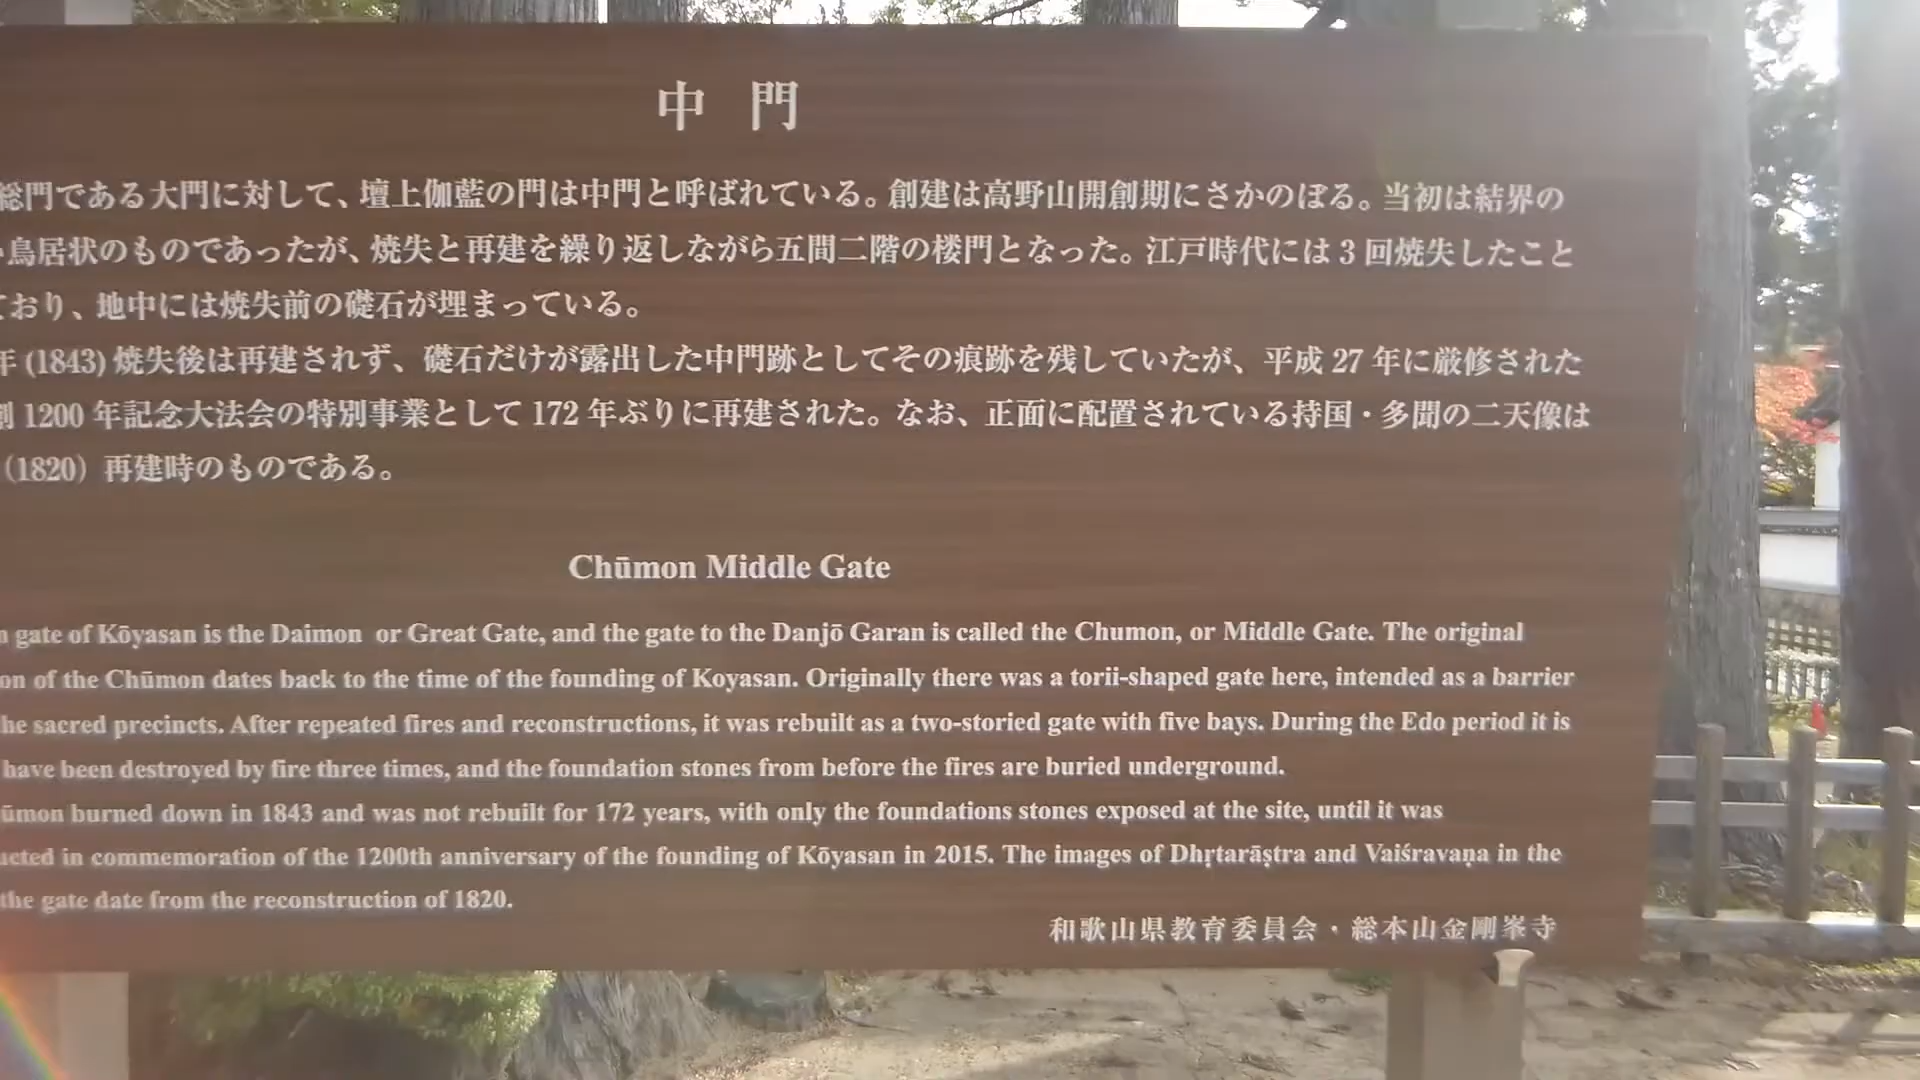 中 門
総門である大門に対して、壇上伽藍の門は中門と呼ばれている。創建は高野山開創期にさかのぼる。当初は結界の
鳥居状のものであったが、焼失と再建を繰り返しながら五間二階の楼門となった。江戸時代には 3 回焼失したこと
ており、地中には焼失前の礎石が埋まっている。
年 (1843) 焼失後は再建されず、礎石だけが露出した中門跡としてその痕跡を残していたが、平成 27 年に厳修された
創 1200 年記念大法会の特別事業として 172 年ぶりに再建された。なお、正面に配置されている持国・多聞の二天像は
(1820) 再建時のものである。
Chūmon Middle Gate
gate of Kōyasan is the Daimon or Great Gate, and the gate to the Danjō Garan is called the Chumon, or Middle Gate. The original
on of the Chūmon dates back to the time of the founding of Koyasan. Originally there was a torii-shaped gate here, intended as a barrier
he sacred precincts. After repeated fires and reconstructions, it was rebuilt as a two-storied gate with five bays. During the Edo period it is
have been destroyed by fire three times, and the foundation stones from before the fires are buried underground.
ūmon burned down in 1843 and was not rebuilt for 172 years, with only the foundations stones exposed at the site, until it was
ucted in commemoration of the 1200th anniversary of the founding of Kōyasan in 2015. The images of Dhṛtarāṣṭra and Vaiśravaṇa in the
the gate date from the reconstruction of 1820.
和歌山県教育委員会・総本山金剛峯寺